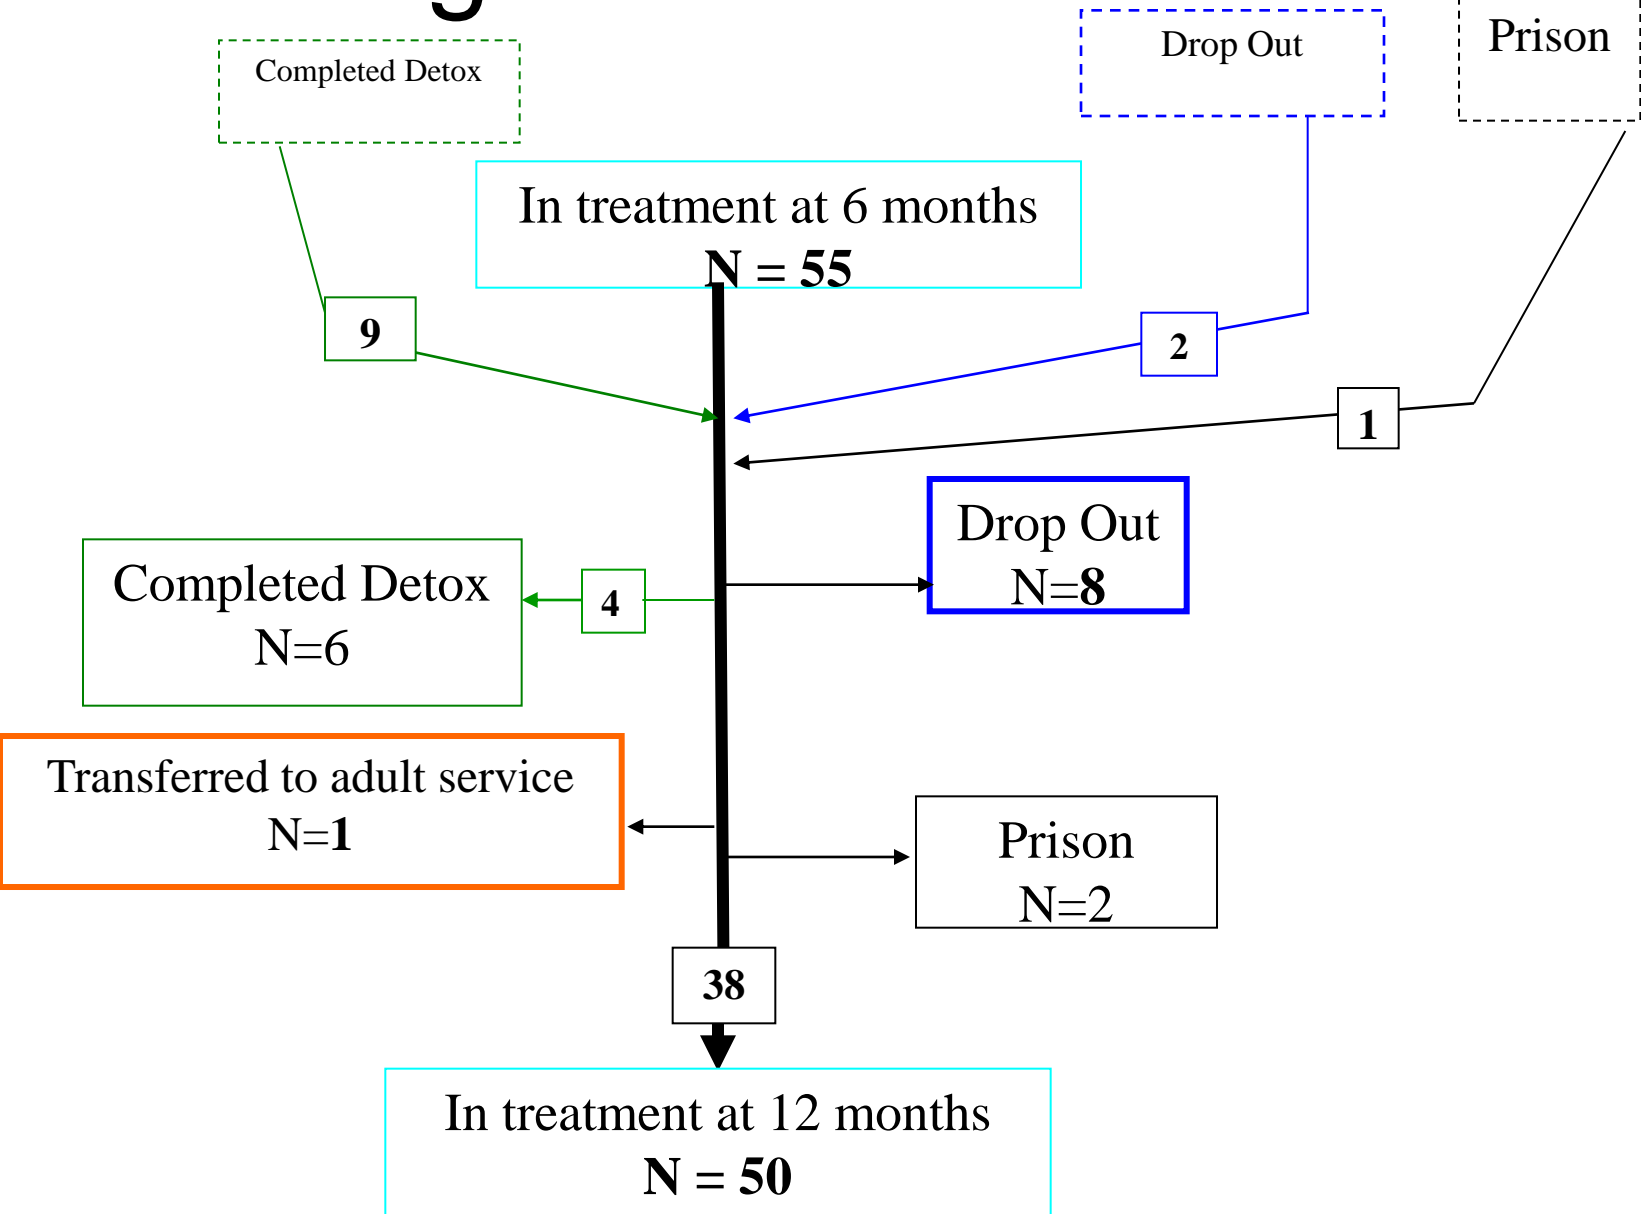 Completed Detox
Drop Out
Prison
In treatment at 6 months
N = 55
9
2
1
Drop Out
N=8
Completed Detox
N=6
4
Transferred to adult service
N=1
Prison
N=2
38
In treatment at 12 months
N = 50